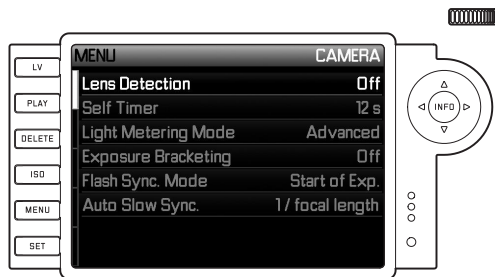 MENU CAMERA
Lens Detection Off
Self Timer 12 s
Light Metering Mode Advanced
Exposure Bracketing Off
Flash Sync. Mode Start of Exp.
Auto Slow Sync. 1 / focal length
LV
PLAY
DELETE
ISO
MENU
SET
INFO